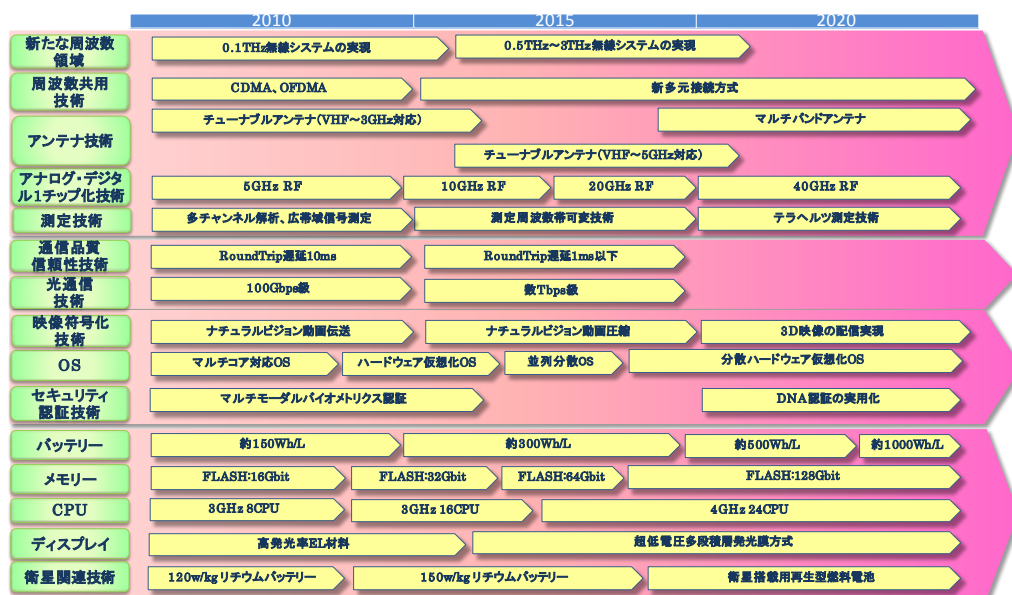 2010 2015 2020
新たな周波数
領域
0.1THz無線システムの実現
0.5THz～3THz無線システムの実現
周波数共用
技術
CDMA、OFDMA
新多元接続方式
アンテナ技術
チューナブルアンテナ(VHF～3GHz対応)
マルチバンドアンテナ
チューナブルアンテナ(VHF～5GHz対応)
アナログ・デジタ
ル1チップ化技術
5GHz RF
10GHz RF
20GHz RF
40GHz RF
測定技術
多チャンネル解析、広帯域信号測定
測定周波数帯可変技術
テラヘルツ測定技術
通信品質
信頼性技術
RoundTrip遅延10ms
RoundTrip遅延1ms以下
光通信
技術
100Gbps級
数Tbps級
映像符号化
技術
ナチュラルビジョン動画伝送
ナチュラルビジョン動画圧縮
3D映像の配信実現
OS
マルチコア対応OS
ハードウェア仮想化OS
並列分散OS
分散ハードウェア仮想化OS
セキュリティ
認証技術
マルチモーダルバイオメトリクス認証
DNA認証の実用化
バッテリー
約150Wh/L
約300Wh/L
約500Wh/L
約1000Wh/L
メモリー
FLASH:16Gbit
FLASH:32Gbit
FLASH:64Gbit
FLASH:128Gbit
CPU
3GHz 8CPU
3GHz 16CPU
4GHz 24CPU
ディスプレイ
高発光率EL材料
超低電圧多段積層発光膜方式
衛星関連技術
120w/kgリチウムバッテリー
150w/kgリチウムバッテリー
衛星搭載用再生型燃料電池